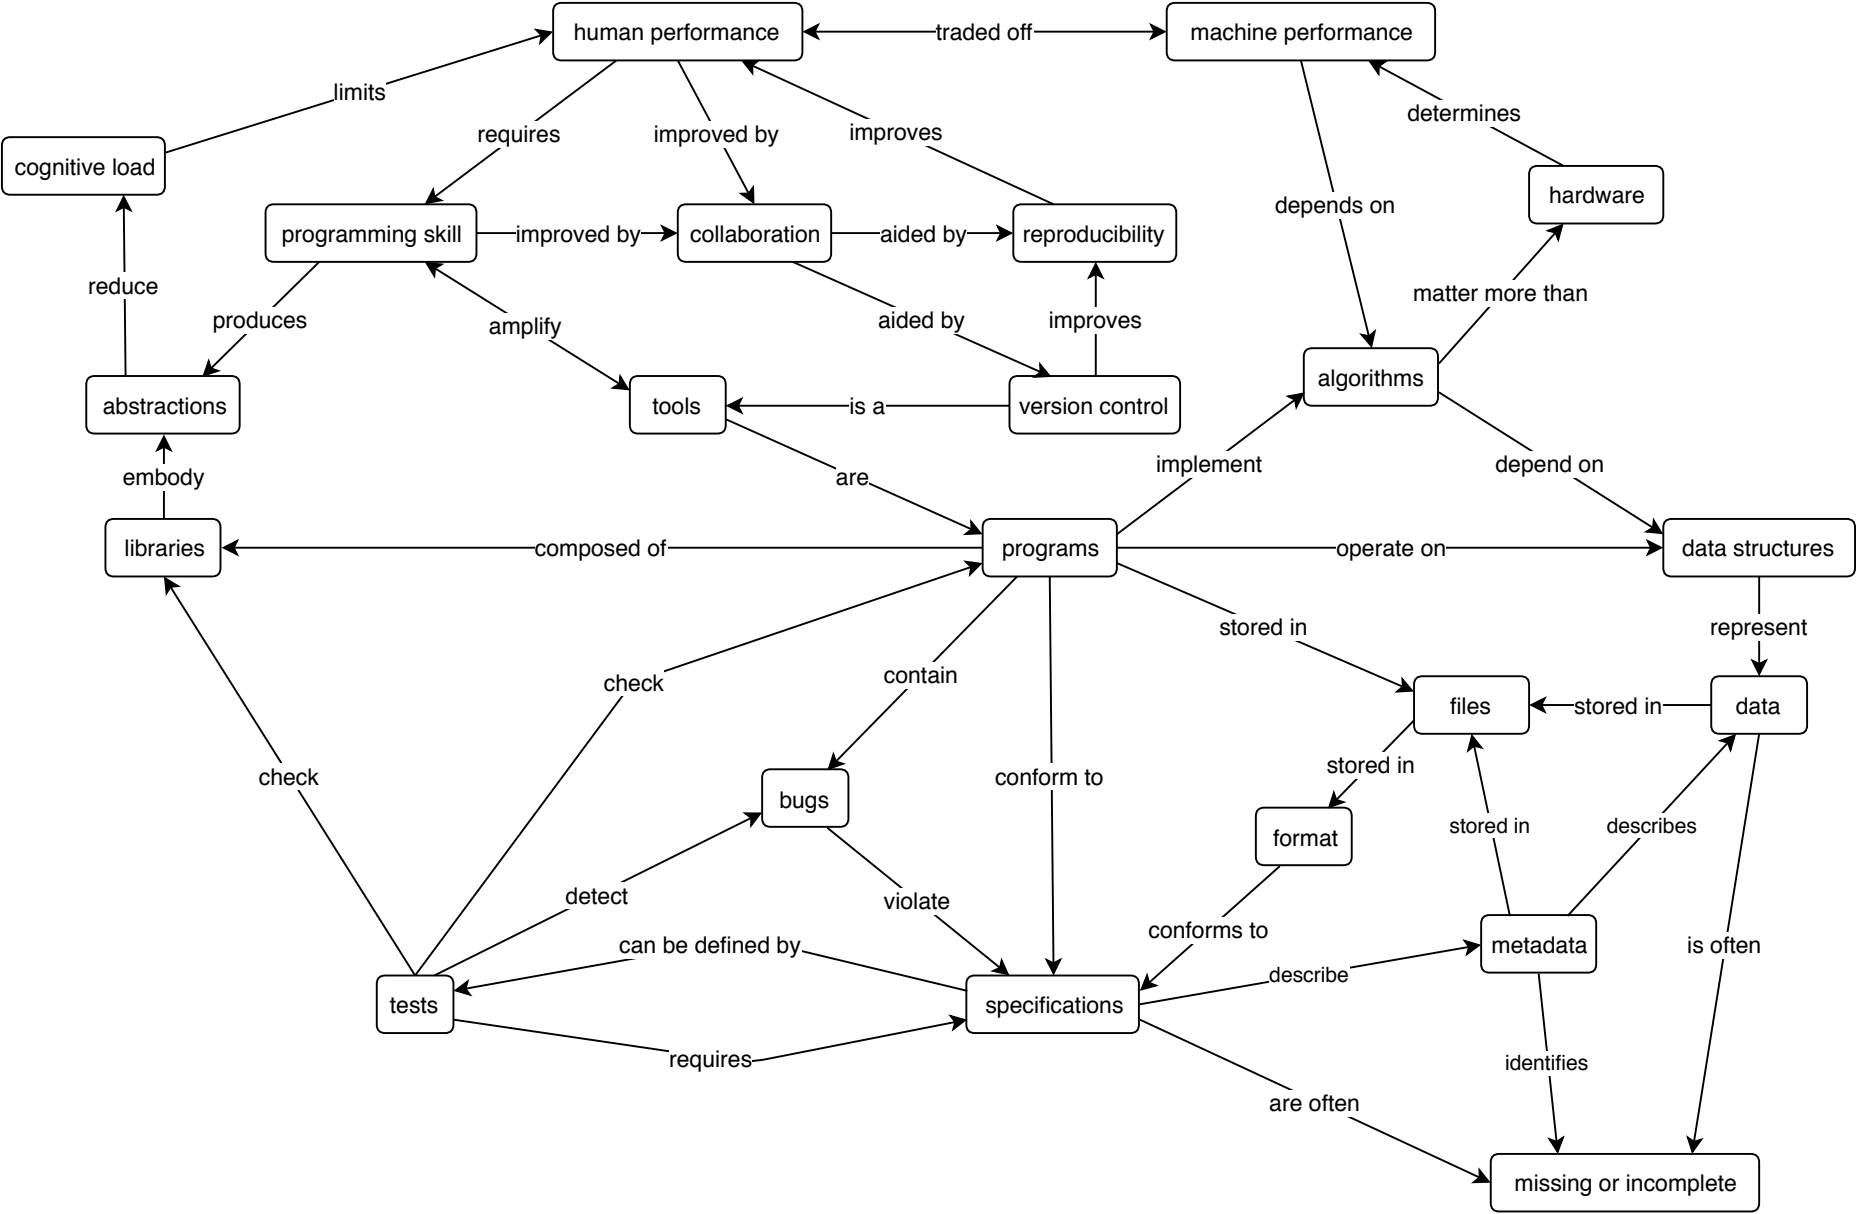 human performance
traded off
machine performance
limits
determines
requires
improved by
improves
cognitive load
hardware
depends on
programming skill
improved by
collaboration
aided by
reproducibility
reduce
matter more than
produces
amplify
aided by
improves
algorithms
abstractions
tools
is a
version control
embody
are
implement
depend on
libraries
composed of
programs
operate on
data structures
stored in
represent
check
contain
files
stored in
data
check
conform to
stored in
bugs
format
stored in
describes
detect
violate
conforms to
can be defined by
metadata
is often
describe
tests
specifications
requires
identifies
are often
missing or incomplete